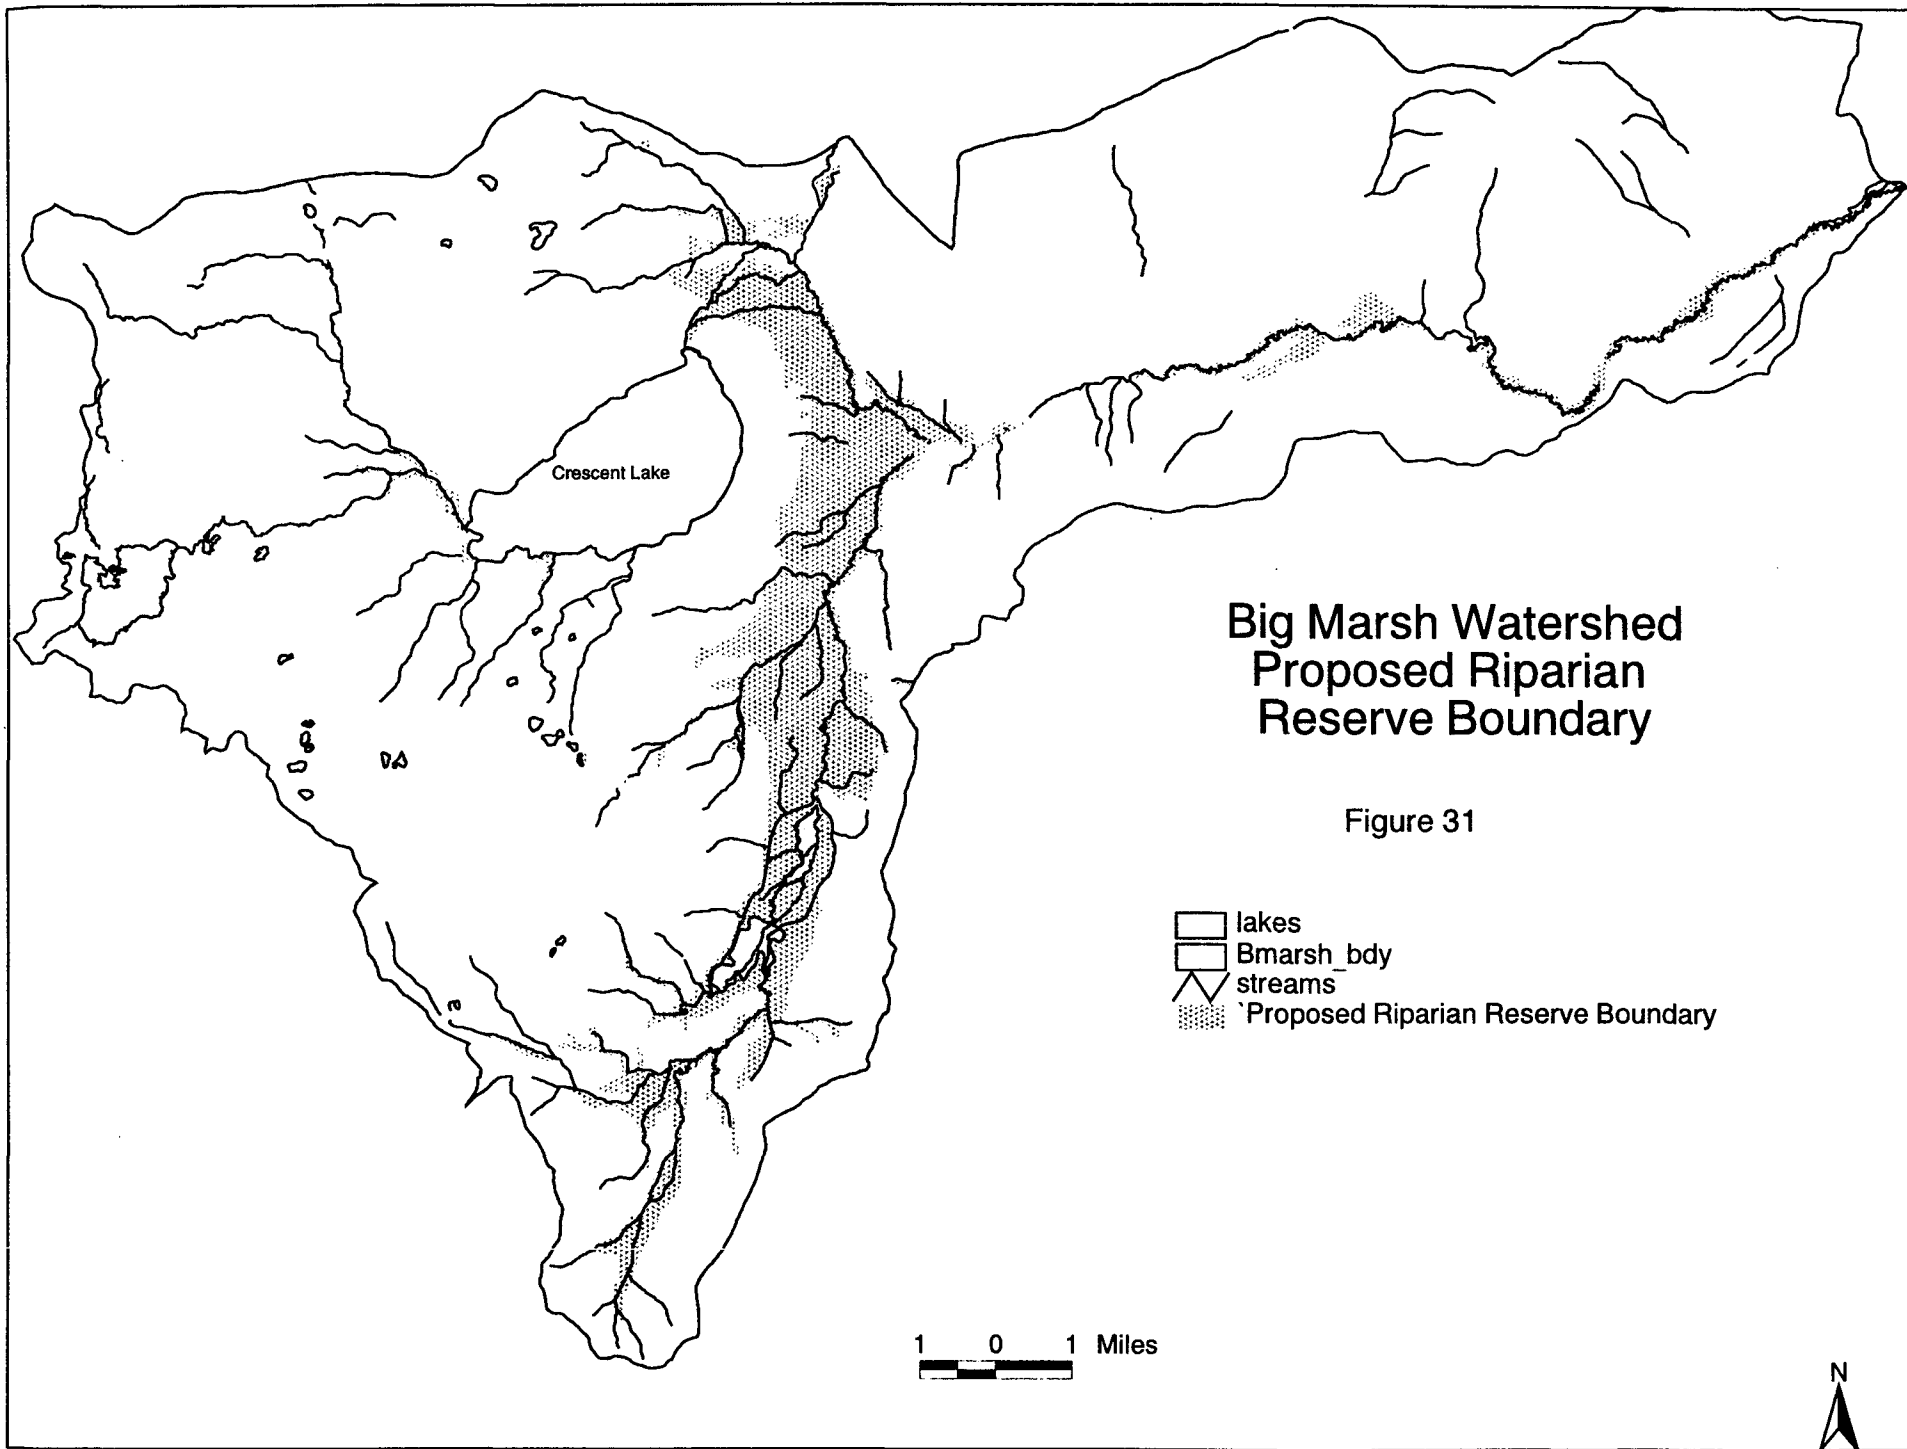 Crescent Lake
Big Marsh Watershed
Proposed Riparian
Reserve Boundary
Figure 31
lakes
Bmarsh_bdy
streams
`Proposed Riparian Reserve Boundary
1 0 1 Miles
N